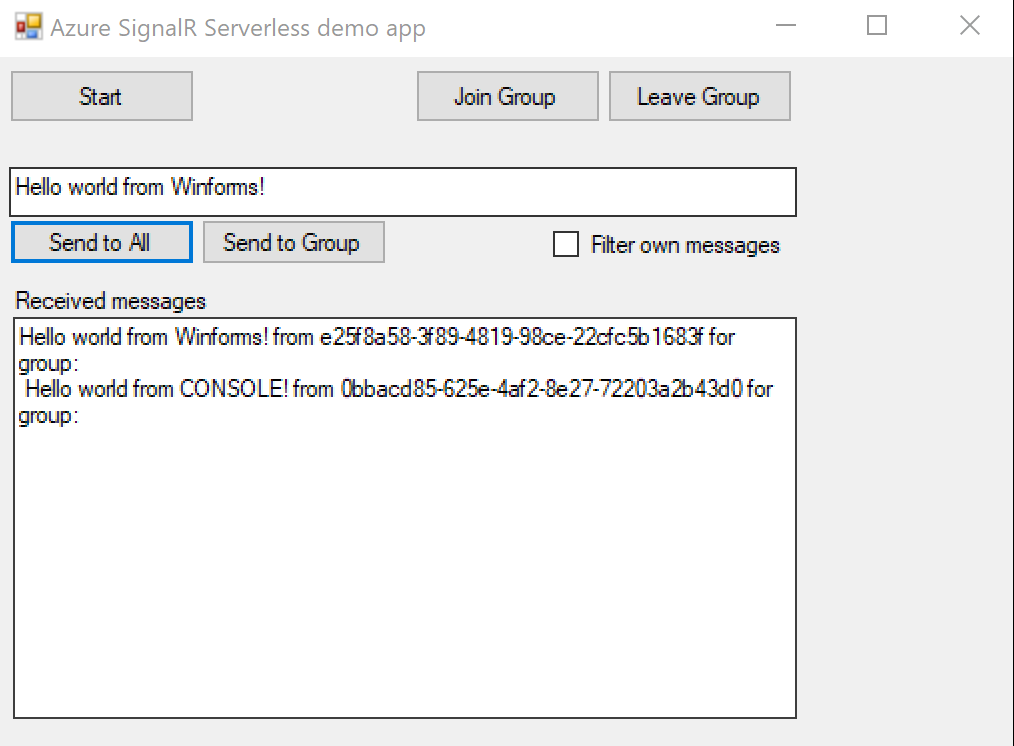 Azure SignalR Serverless demo app
Start
Join Group
Leave Group
Hello world from Winforms!
Send to All
Send to Group
Filter own messages
Received messages
Hello world from Winforms! from e25f8a58-3f89-4819-98ce-22cfc5b1683f for
group:
Hello world from CONSOLE! from 0bbacd85-625e-4af2-8e27-72203a2b43d0 for
group: